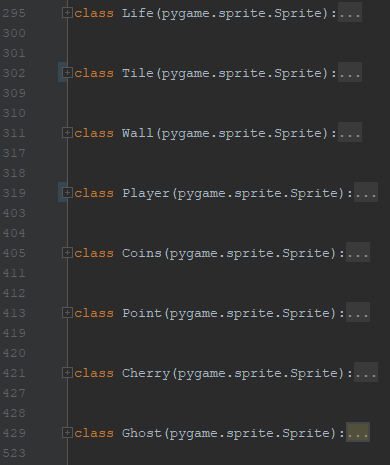 295 class Life(pygame.sprite.Sprite):...
300
301
302 class Tile(pygame.sprite.Sprite):...
309
310
311 class Wall(pygame.sprite.Sprite):...
317
318
319 class Player(pygame.sprite.Sprite):...
403
404
405 class Coins(pygame.sprite.Sprite):...
411
412
413 class Point(pygame.sprite.Sprite):...
419
420
421 class Cherry(pygame.sprite.Sprite):...
427
428
429 class Ghost(pygame.sprite.Sprite):...
523